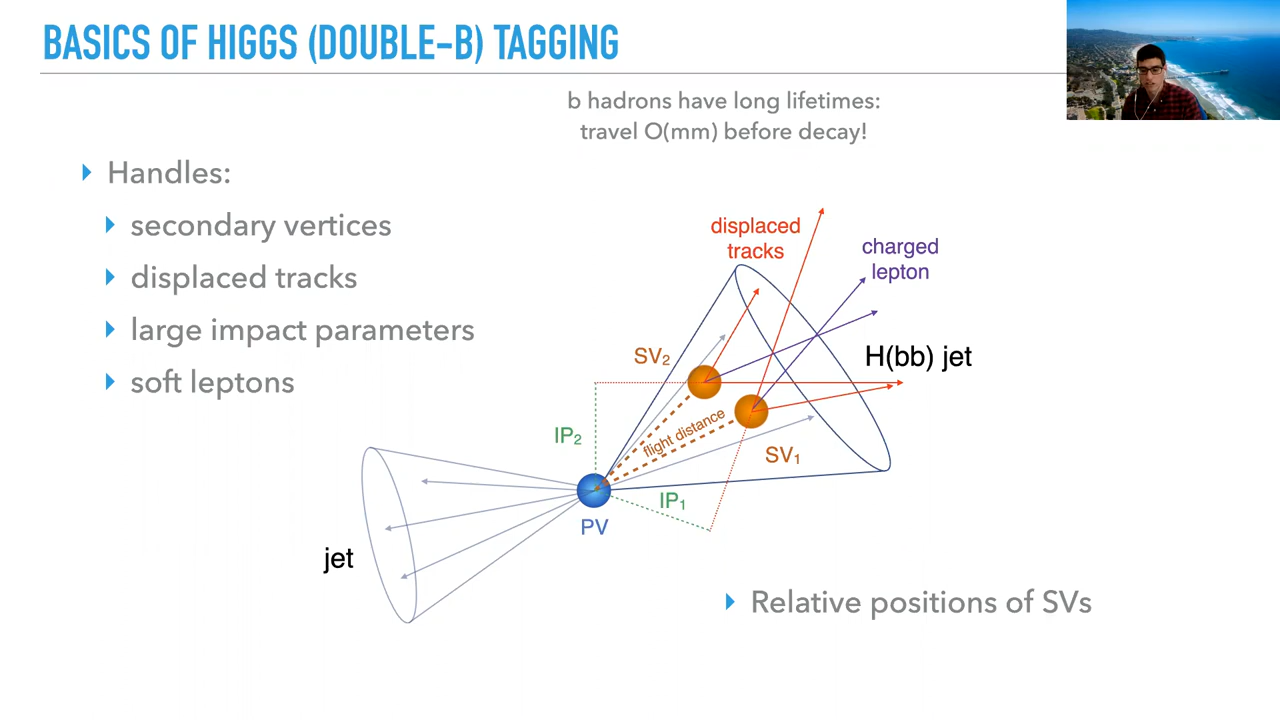 BASICS OF HIGGS (DOUBLE-B) TAGGING
b hadrons have long lifetimes:
travel O(mm) before decay!
Handles:
secondary vertices
displaced tracks
large impact parameters
soft leptons
displaced
tracks
charged
lepton
SV2
H(bb) jet
IP2
flight distance
SV1
IP1
PV
jet
Relative positions of SVs